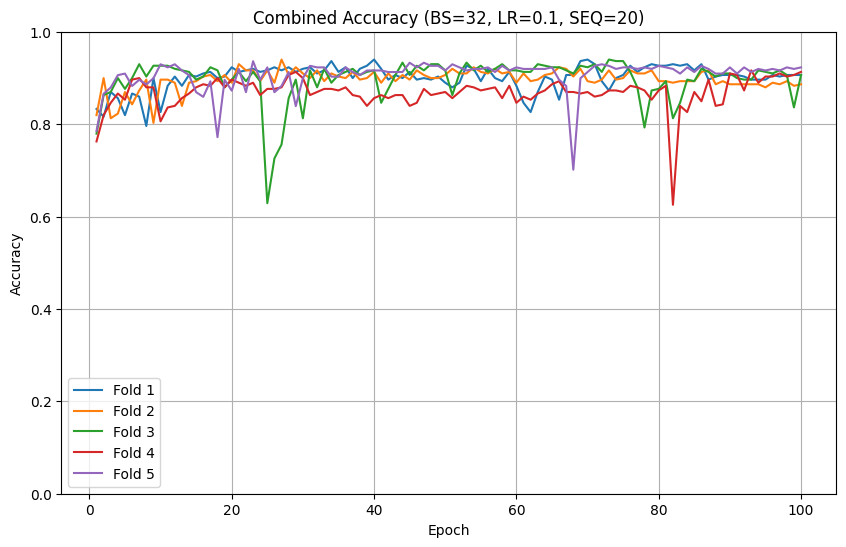 Combined Accuracy (BS=32, LR=0.1, SEQ=20)
1.0
0.8
0.6
0.4
0.2
0.0
Accuracy
Fold 1
Fold 2
Fold 3
Fold 4
Fold 5
0 20 40 60 80 100
Epoch